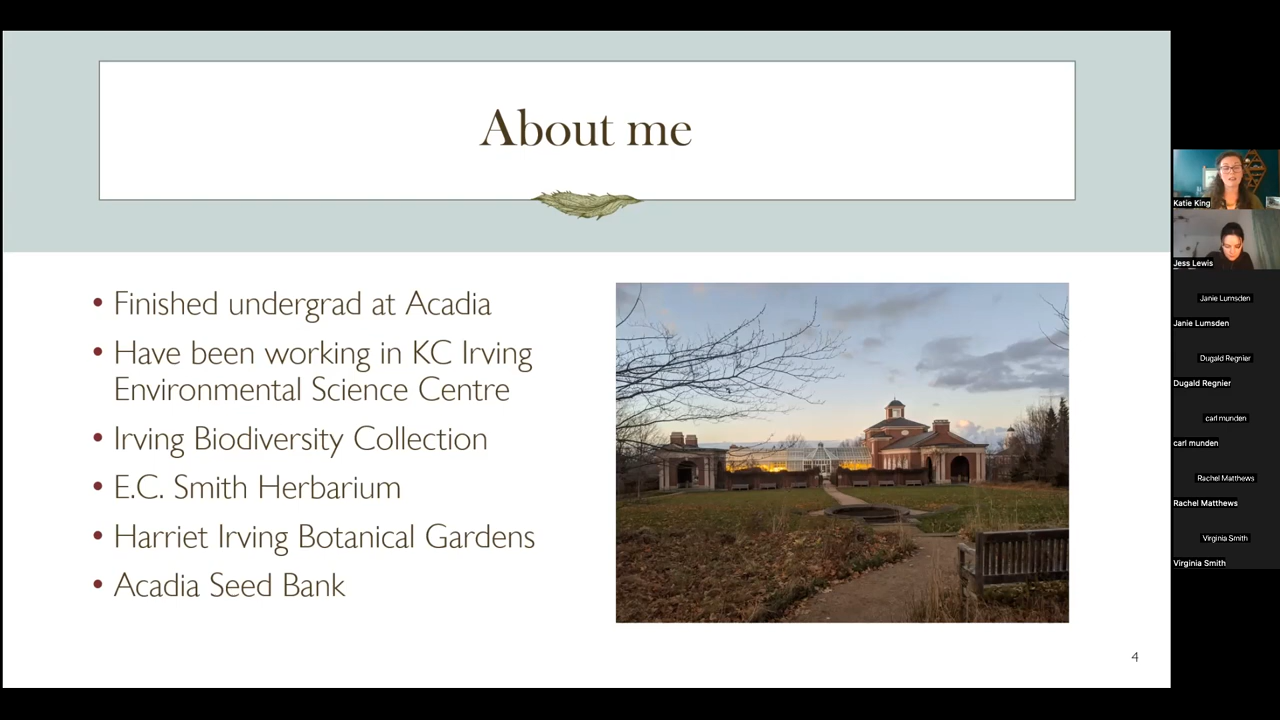 About me
• Finished undergrad at Acadia
• Have been working in KC Irving
Environmental Science Centre
• Irving Biodiversity Collection
• E.C. Smith Herbarium
• Harriet Irving Botanical Gardens
• Acadia Seed Bank
4
Katie King
Jess Lewis
Janie Lumsden
Janie Lumsden
Dugald Regnier
Dugald Regnier
carl munden
carl munden
Rachel Matthews
Rachel Matthews
Virginia Smith
Virginia Smith